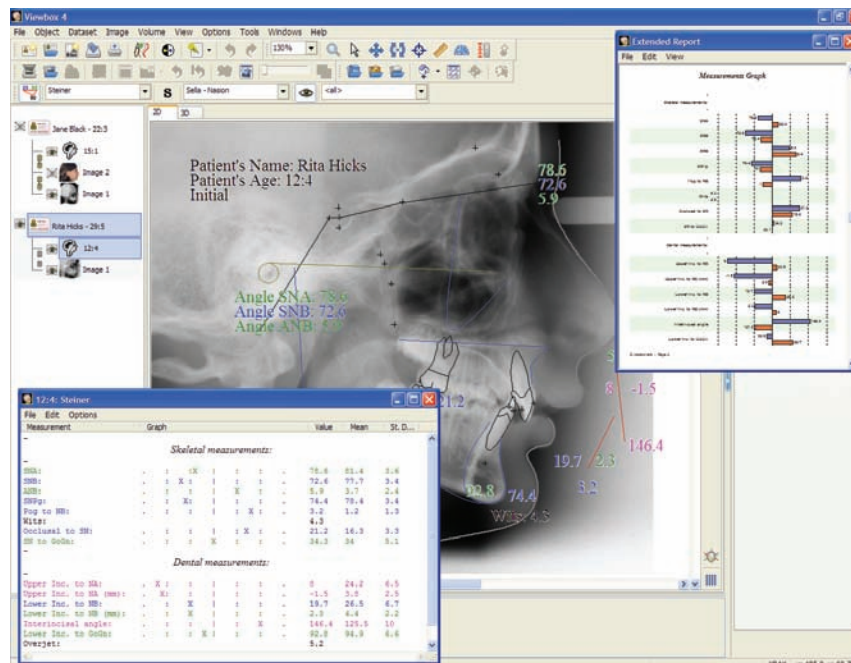 Viewbox 4
File Object Dataset Image Volume View Options Tools Windows Help
130%
Steiner
S
Sella - Nasion
<all>
2D 3D
Jane Black - 22:3
15:1
Image 2
Image 1
Rita Hicks - 29:5
12:4
Image 1
Patient's Name: Rita Hicks
Patient's Age: 12:4
Initial
78.6
72.6
5.9
Angle SNA: 78.6
Angle SNB: 72.6
Angle ANB: 5.9
21.2
8 -1.5
146.4
19.7 2.3
3.2
92.8 74.4
Wits: 4.3
Extended Report
File Edit View
Measurements Graph
Skeletal measurements
Dental measurements
Interincisal angle
12:4: Steiner
File Edit Options
Measurement Graph Value Mean St. D...
Skeletal measurements:
SNA: 78.6 81.4 3.6
SNB: 72.6 77.7 3.4
ANB: 5.9 3.7 2.4
SNPg: 74.4 78.4 3.4
Pog to NB: 3.2 1.2 1.3
Wits: 4.3
Occlusal to SN: 21.2 16.3 3.3
SN to GoGn: 34.3 34 5.1
Dental measurements:
Upper Inc. to NA: 8 24.2 6.5
Upper Inc. to NA (mm): -1.5 3.8 2.5
Lower Inc. to NB: 19.7 26.5 6.7
Lower Inc. to NB (mm): 4.4 2.2
Interincisal angle: 146.4 125.5 10
Lower Inc. to GoGn: 92.8 94.9 6.6
Overjet: 5.2